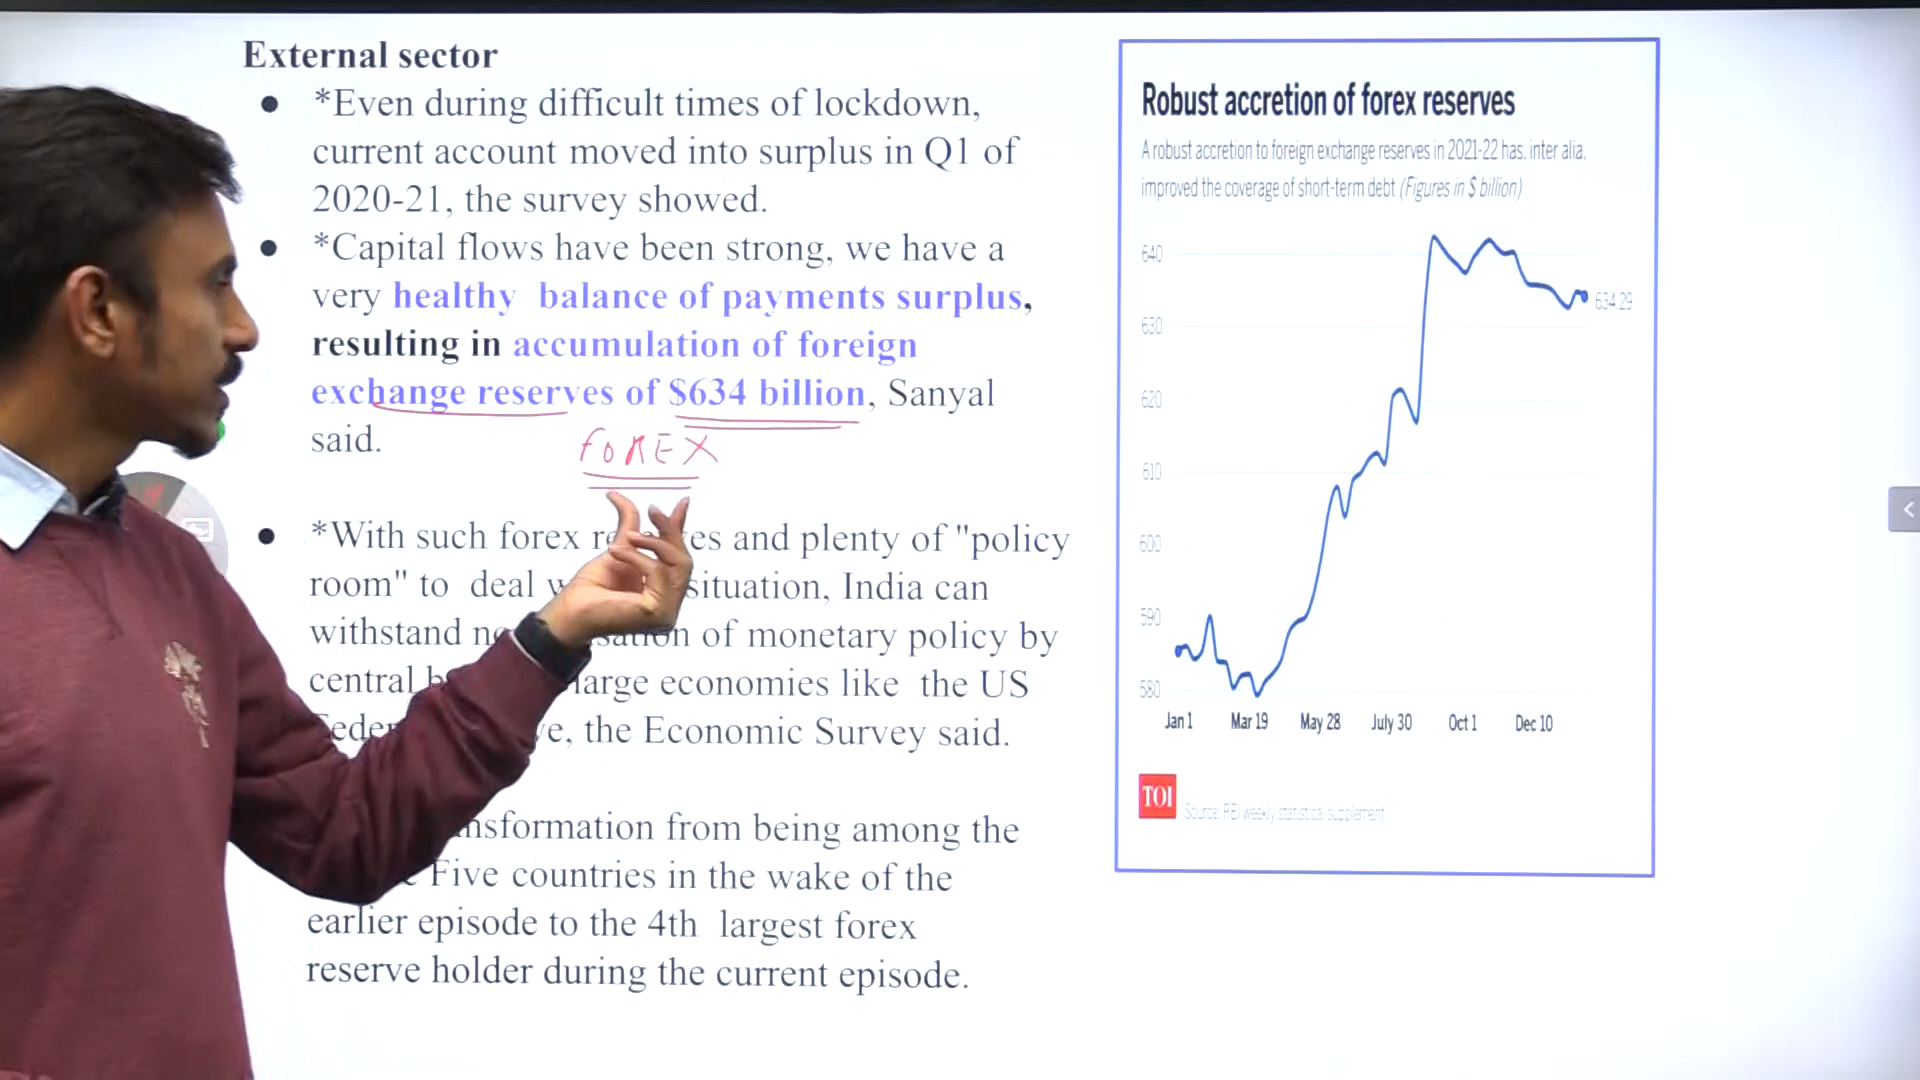 External sector
*Even during difficult times of lockdown,
current account moved into surplus in Q1 of
2020-21, the survey showed.
*Capital flows have been strong, we have a
very healthy balance of payments surplus,
resulting in accumulation of foreign
exchange reserves of $634 billion, Sanyal
said.
FOREX
*With such forex and plenty of "policy
room" to deal situation, India can
withstand of monetary policy by
central large economies like the US
the Economic Survey said.
from being among the
Five countries in the wake of the
earlier episode to the 4th largest forex
reserve holder during the current episode.
Robust accretion of forex reserves
A robust accretion to foreign exchange reserves in 2021-22 has, inter alia,
improved the coverage of short-term debt (Figures in $ billion)
640
634.29
630
620
610
600
590
580
Jan 1 Mar 19 May 28 July 30 Oct 1 Dec 10
TOI
Source: RBI weekly statistical supplement